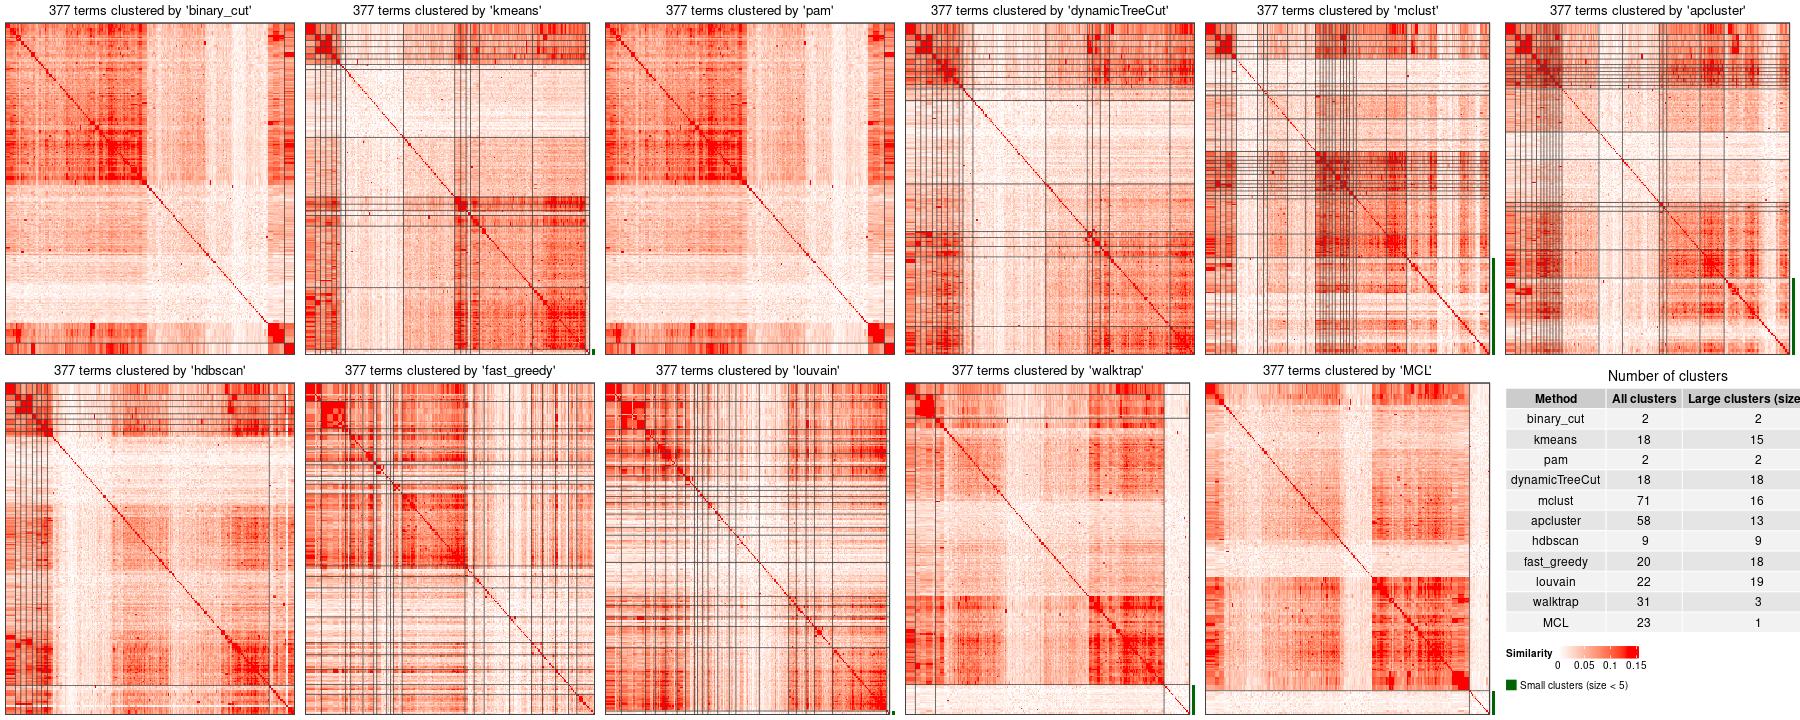 377 terms clustered by 'binary_cut'
377 terms clustered by 'kmeans'
377 terms clustered by 'pam'
377 terms clustered by 'dynamicTreeCut'
377 terms clustered by 'mclust'
377 terms clustered by 'apcluster'
377 terms clustered by 'hdbscan'
377 terms clustered by 'fast_greedy'
377 terms clustered by 'louvain'
377 terms clustered by 'walktrap'
377 terms clustered by 'MCL'
Number of clusters
Method All clusters Large clusters (size
binary_cut 2 2
kmeans 18 15
pam 2 2
dynamicTreeCut 18 18
mclust 71 16
apcluster 58 13
hdbscan 9 9
fast_greedy 20 18
louvain 22 19
walktrap 31 3
MCL 23 1
Similarity
0 0.05 0.1 0.15
Small clusters (size < 5)